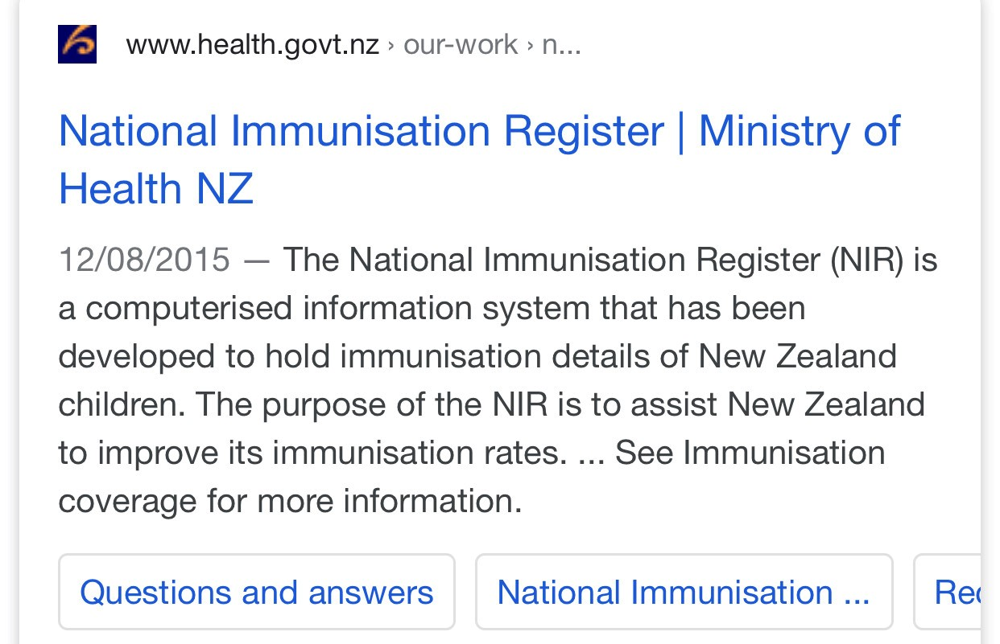 www.health.govt.nz › our-work › n...
National Immunisation Register | Ministry of
Health NZ
12/08/2015 — The National Immunisation Register (NIR) is
a computerised information system that has been
developed to hold immunisation details of New Zealand
children. The purpose of the NIR is to assist New Zealand
to improve its immunisation rates. ... See Immunisation
coverage for more information.
Questions and answers
National Immunisation ...